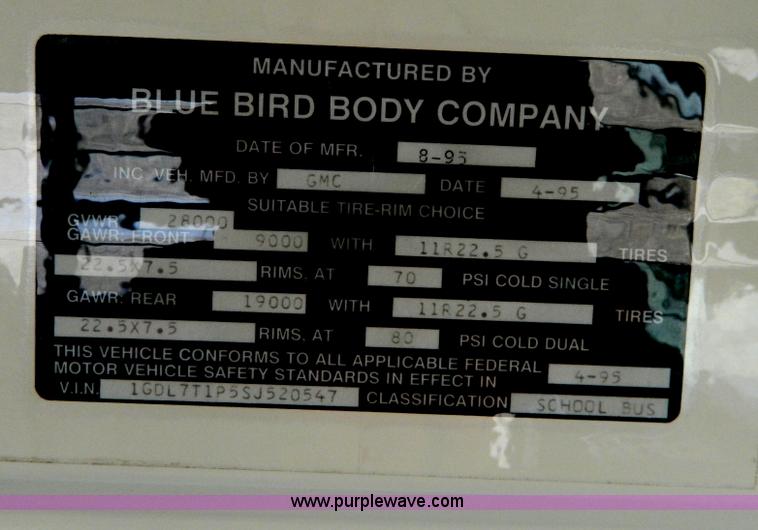 MANUFACTURED BY
BLUE BIRD BODY COMPANY
DATE OF MFR. 8-95
INC. VEH. MFD. BY GMC DATE 4-95
SUITABLE TIRE-RIM CHOICE
GVWR 28000
GAWR: FRONT 9000 WITH 11R22.5 G TIRES
22.5X7.5 RIMS. AT 70 PSI COLD SINGLE
GAWR: REAR 19000 WITH 11R22.5 G TIRES
22.5X7.5 RIMS. AT 80 PSI COLD DUAL
THIS VEHICLE CONFORMS TO ALL APPLICABLE FEDERAL
MOTOR VEHICLE SAFETY STANDARDS IN EFFECT IN 4-95
V.I.N. 1GDL7T1P5SJ520547 CLASSIFICATION SCHOOL BUS
www.purplewave.com